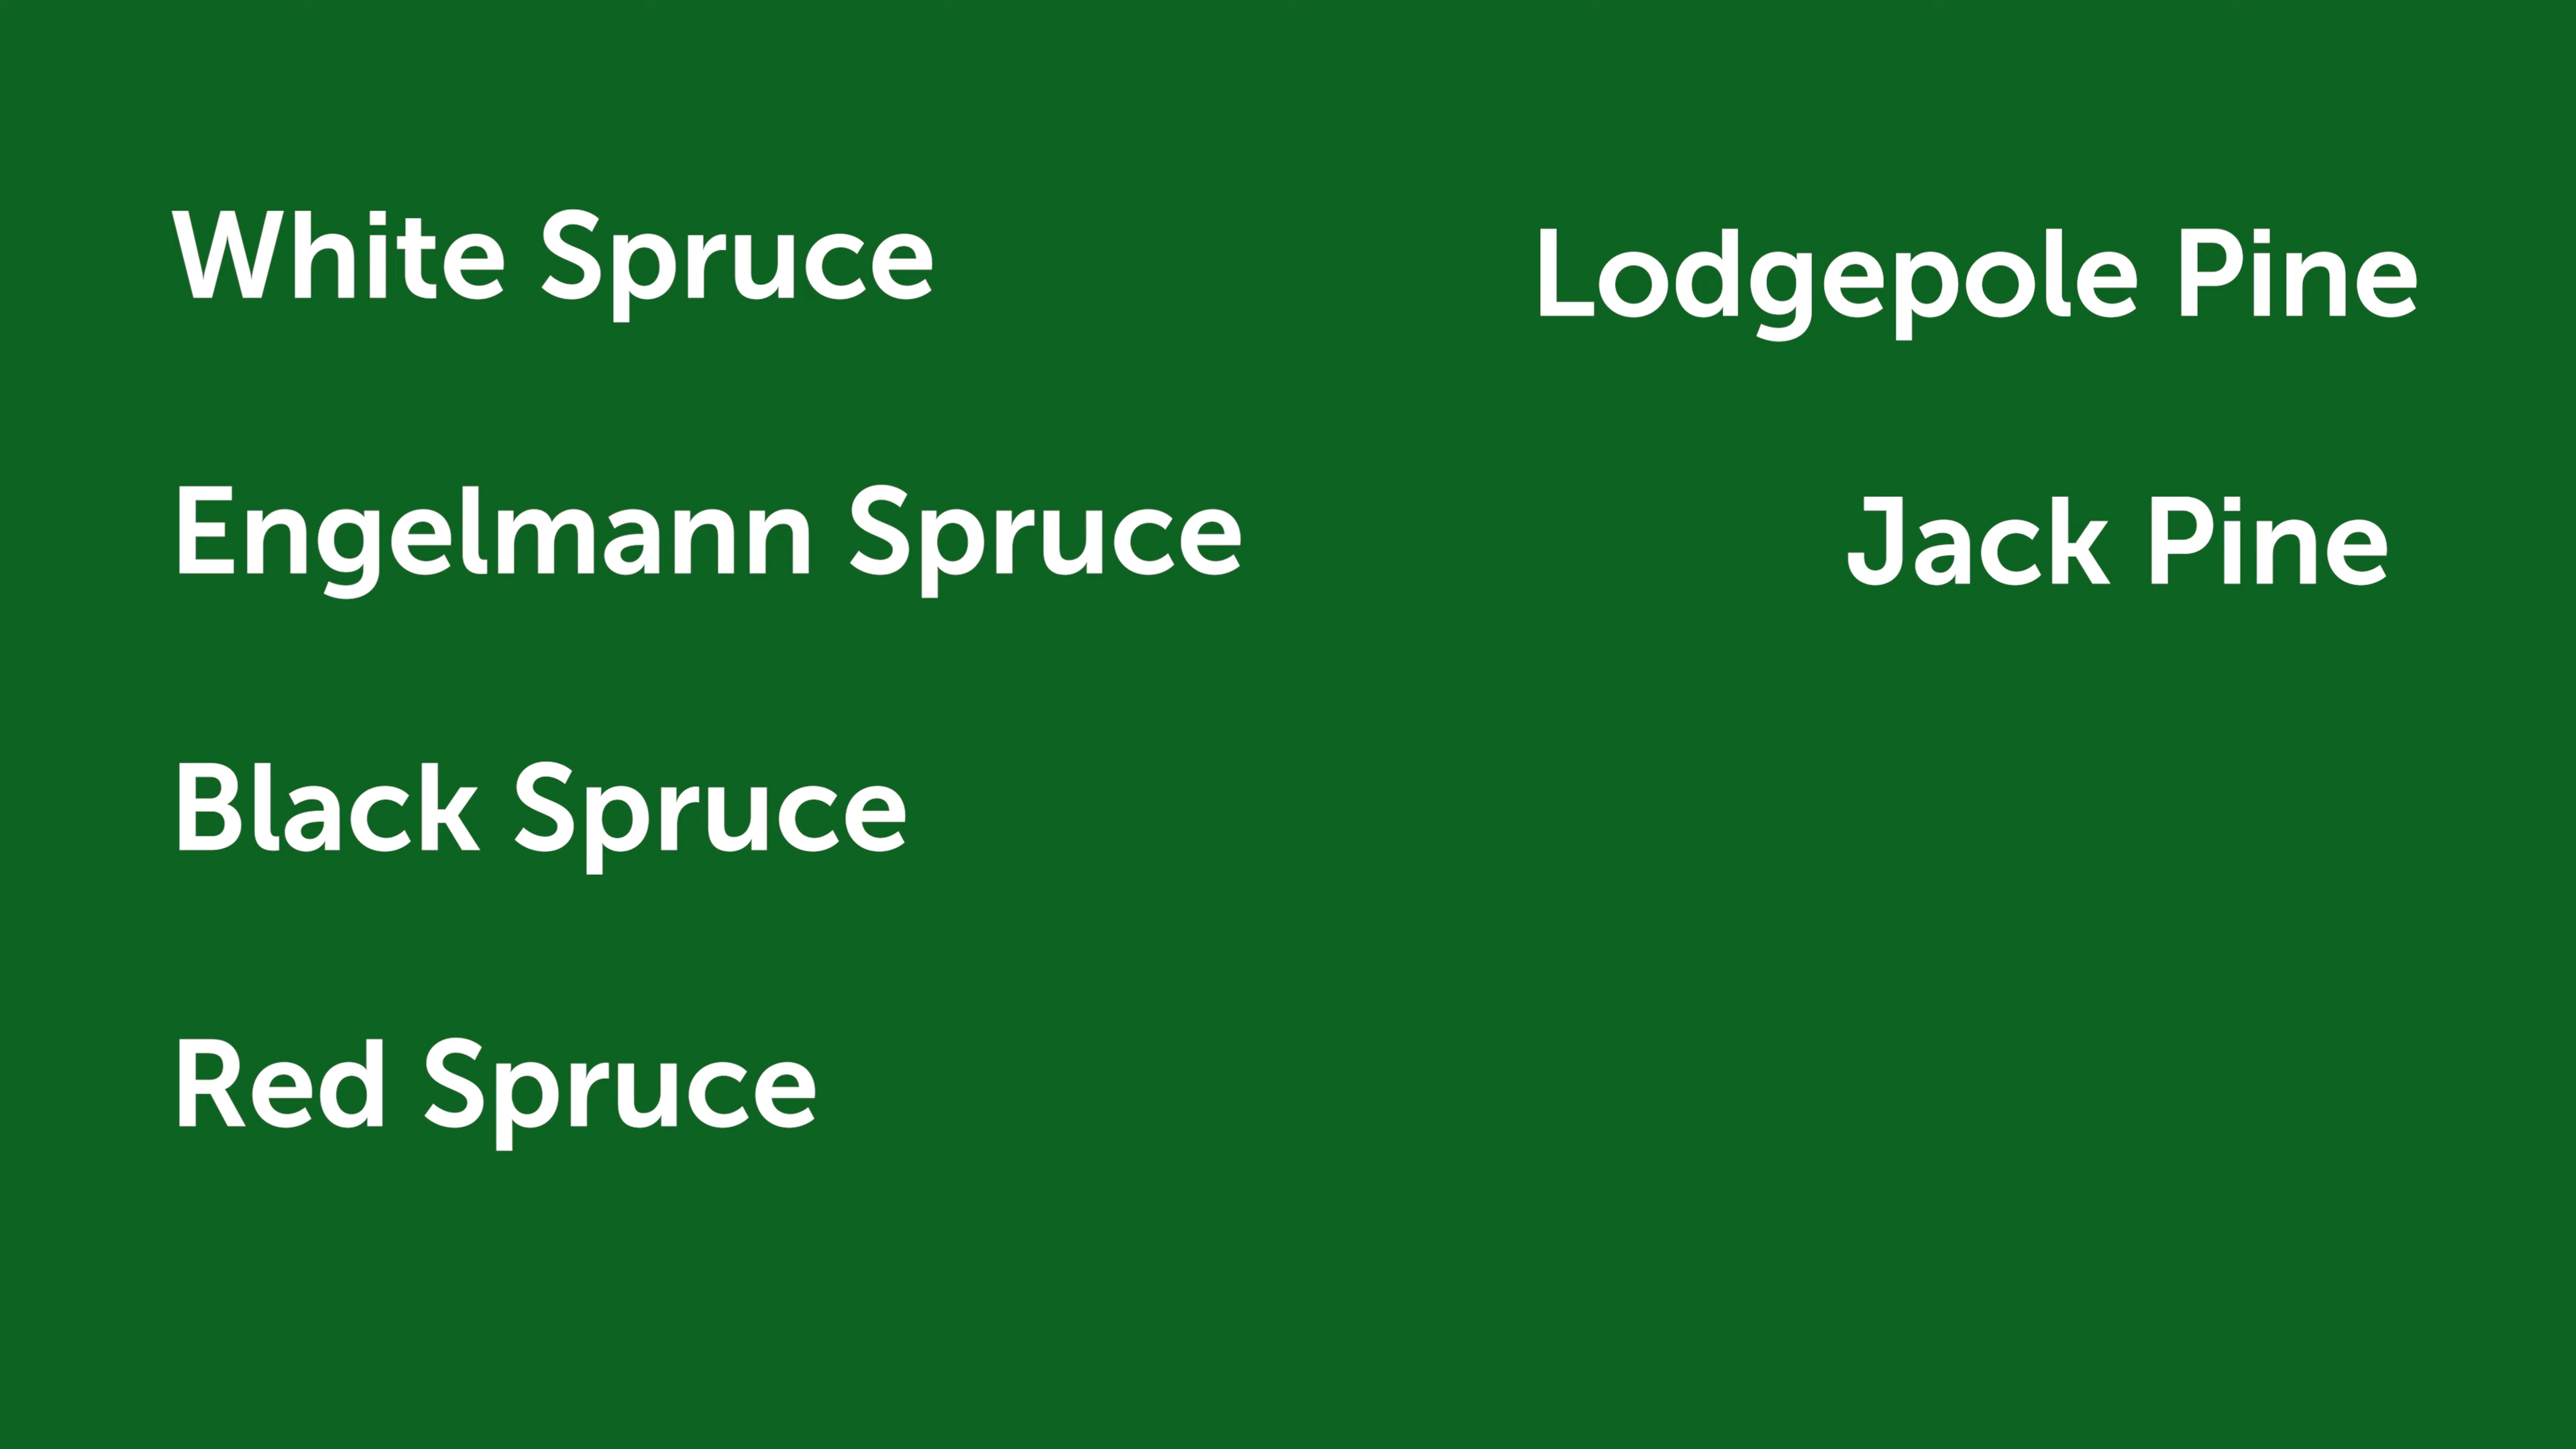 White Spruce
Engelmann Spruce
Black Spruce
Red Spruce
Lodgepole Pine
Jack Pine